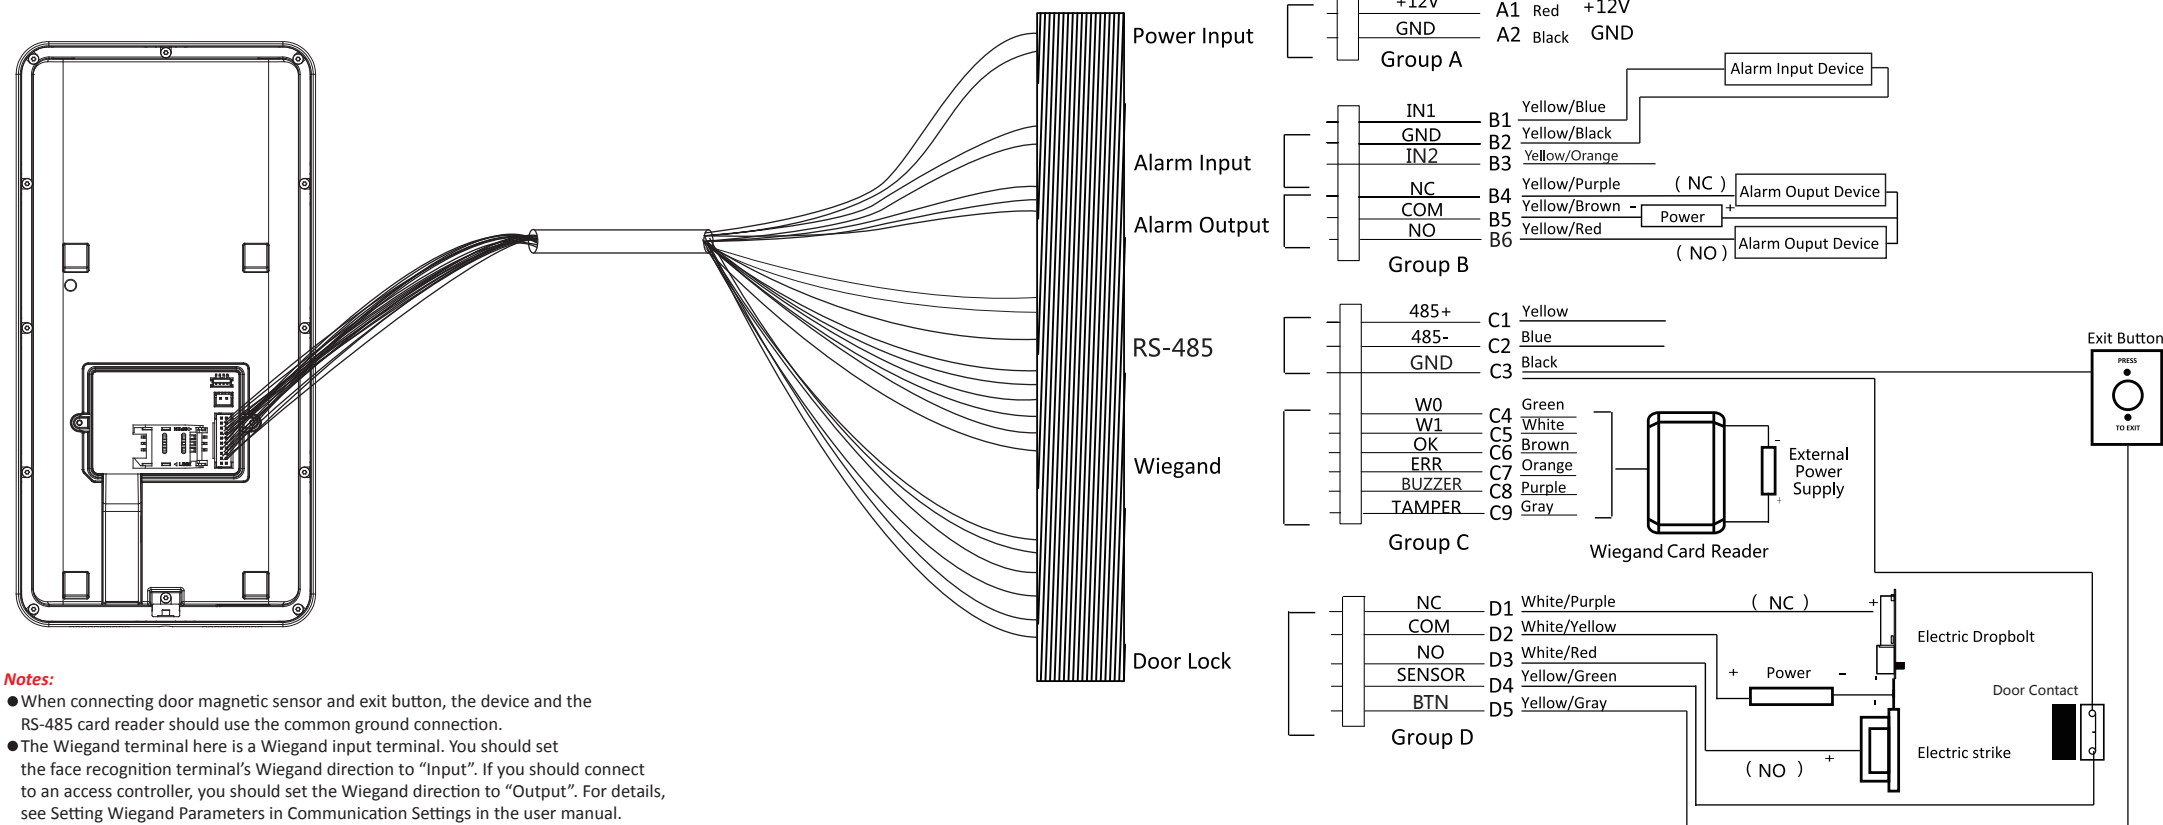 Power Input
+12V A1 Red +12V
GND A2 Black GND
Group A
Alarm Input Device
Alarm Input
IN1 B1 Yellow/Blue
GND B2 Yellow/Black
IN2 B3 Yellow/Orange
Alarm Output
NC B4 Yellow/Purple ( NC ) Alarm Ouput Device
COM B5 Yellow/Brown - Power +
NO B6 Yellow/Red ( NO ) Alarm Ouput Device
Group B
RS-485
485+ C1 Yellow
485- C2 Blue
GND C3 Black
Exit Button
PRESS
TO EXIT
Wiegand
W0 C4 Green
W1 C5 White
OK C6 Brown
ERR C7 Orange
BUZZER C8 Purple
TAMPER C9 Gray
Group C
-
External
Power
Supply
+
Wiegand Card Reader
Door Lock
NC D1 White/Purple ( NC ) +
COM D2 White/Yellow
NO D3 White/Red
SENSOR D4 Yellow/Green
BTN D5 Yellow/Gray
Group D
Electric Dropbolt
+ Power - -
-
Door Contact
Electric strike
( NO ) +
Notes:
●When connecting door magnetic sensor and exit button, the device and the
RS-485 card reader should use the common ground connection.
●The Wiegand terminal here is a Wiegand input terminal. You should set
the face recognition terminal’s Wiegand direction to “Input”. If you should connect
to an access controller, you should set the Wiegand direction to “Output”. For details,
see Setting Wiegand Parameters in Communication Settings in the user manual.